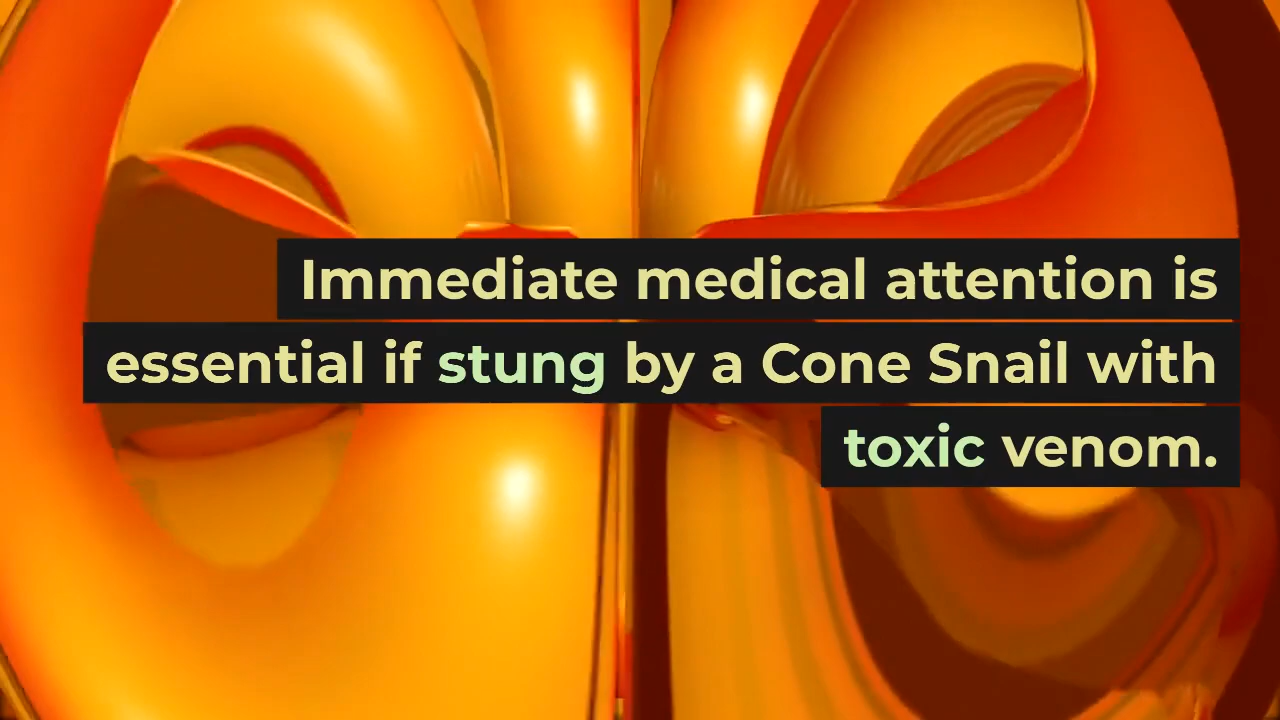 Immediate medical attention is
essential if stung by a Cone Snail with
toxic venom.